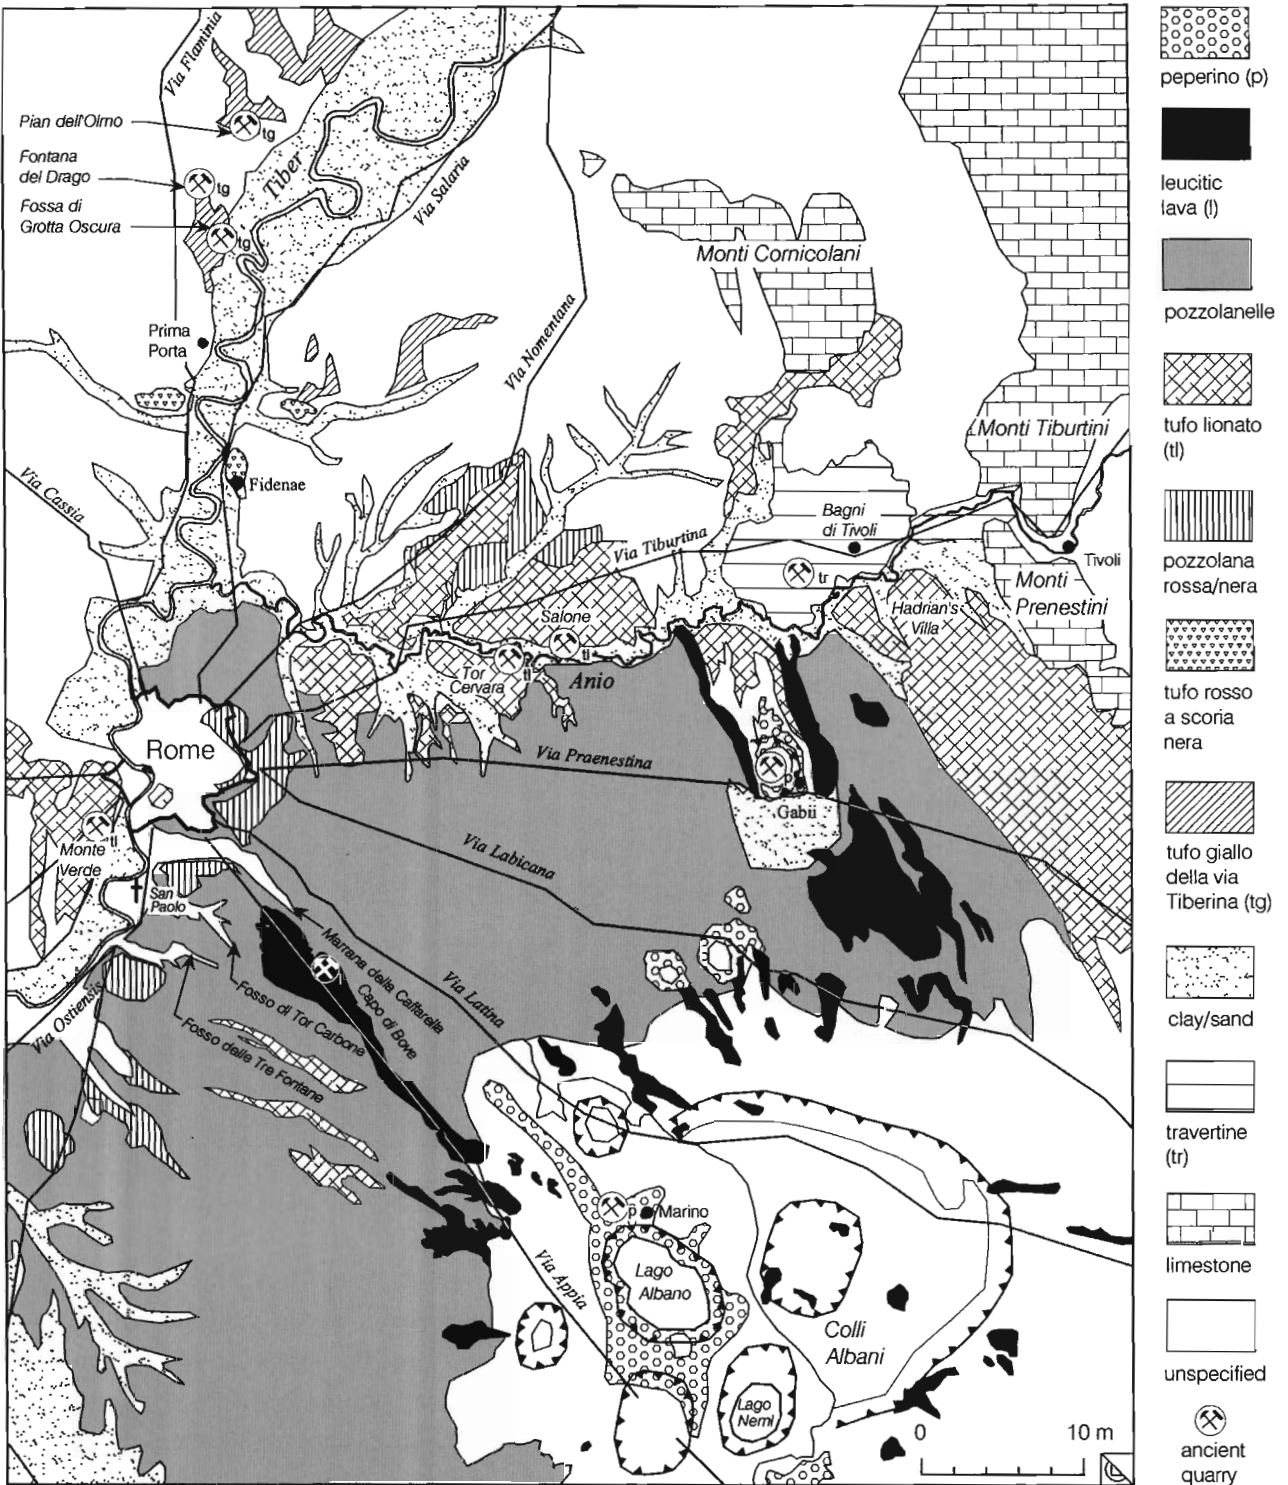 Via Flaminia
Pian dell'Olmo
tg
Fontana
del Drago
tg
Fossa di
Grotta Oscura
tg
Tiber
Via Salaria
Monti Cornicolani
Via Nomentana
Prima
Porta
Monti Tiburtini
Via Cassia
Fidenae
Bagni
di Tivoli
Via Tiburtina
tr
Tivoli
Monti
Prenestini
Hadrian's
Villa
Salone
tl
Tor
Cervara
tl
Anio
Rome
Via Praenestina
p
Gabii
Monte
Verde
tl
Via Labicana
San
Paolo
Marrana della Caffarella
Capo di Bove
Via Latina
Fosso di Tor Carbone
Fosso delle Tre Fontane
Via Ostiensis
p
Marino
Via Appia
Lago
Albano
Colli
Albani
Lago
Nemi
0 10 m
peperino (p)
leucitic
lava (l)
pozzolanelle
tufo lionato
(tl)
pozzolana
rossa/nera
tufo rosso
a scoria
nera
tufo giallo
della via
Tiberina (tg)
clay/sand
travertine
(tr)
limestone
unspecified
ancient
quarry